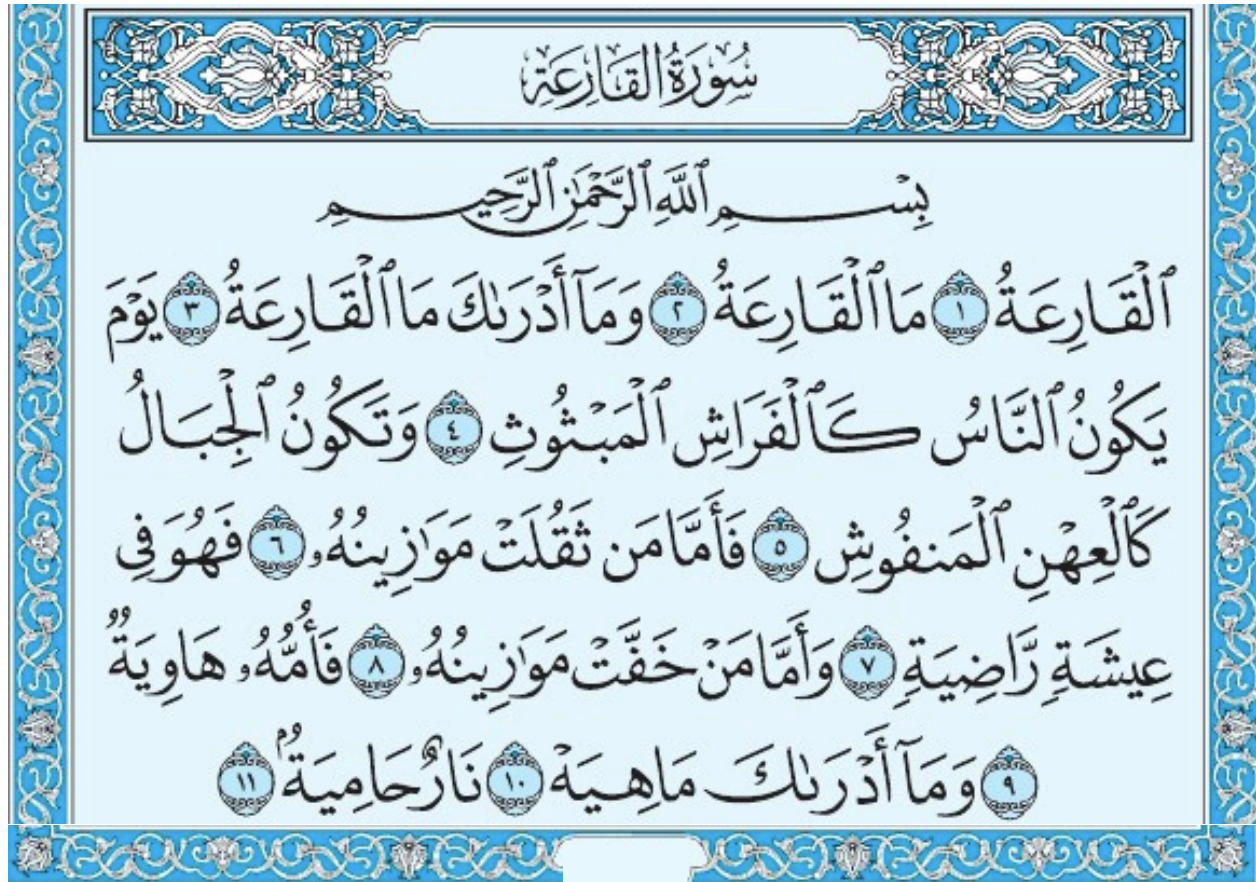 سُورَةُ القَارِعَةِ
بِسْمِ ٱللَّهِ ٱلرَّحْمَٰنِ ٱلرَّحِيمِ
ٱلْقَارِعَةُ ١ مَا ٱلْقَارِعَةُ ٢ وَمَآ أَدْرَىٰكَ مَا ٱلْقَارِعَةُ ٣ يَوْمَ
يَكُونُ ٱلنَّاسُ كَٱلْفَرَاشِ ٱلْمَبْثُوثِ ٤ وَتَكُونُ ٱلْجِبَالُ
كَٱلْعِهْنِ ٱلْمَنفُوشِ ٥ فَأَمَّا مَن ثَقُلَتْ مَوَٰزِينُهُۥ ٦ فَهُوَ فِى
عِيشَةٍ رَّاضِيَةٍ ٧ وَأَمَّا مَنْ خَفَّتْ مَوَٰزِينُهُۥ ٨ فَأُمُّهُۥ هَاوِيَةٌ
٩ وَمَآ أَدْرَىٰكَ مَا هِيَهْ ١٠ نَارٌ حَامِيَةٌۢ ١١